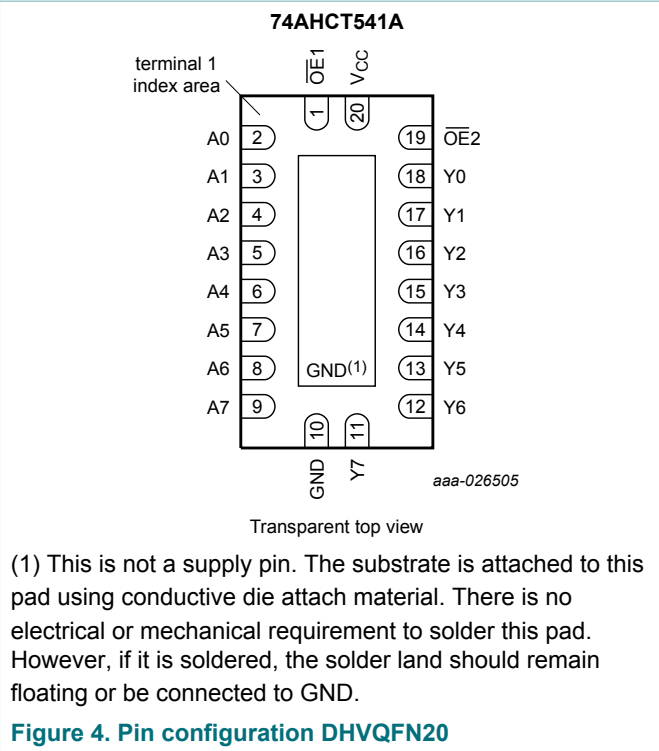 74AHCT541A
terminal 1
index area
O̅E̅1
VCC
1
20
A0 2 19 O̅E̅2
A1 3 18 Y0
A2 4 17 Y1
A3 5 16 Y2
A4 6 15 Y3
A5 7 14 Y4
A6 8 GND(1) 13 Y5
A7 9 12 Y6
10
11
GND
Y7
aaa-026505
Transparent top view
(1) This is not a supply pin. The substrate is attached to this
pad using conductive die attach material. There is no
electrical or mechanical requirement to solder this pad.
However, if it is soldered, the solder land should remain
floating or be connected to GND.
Figure 4. Pin configuration DHVQFN20